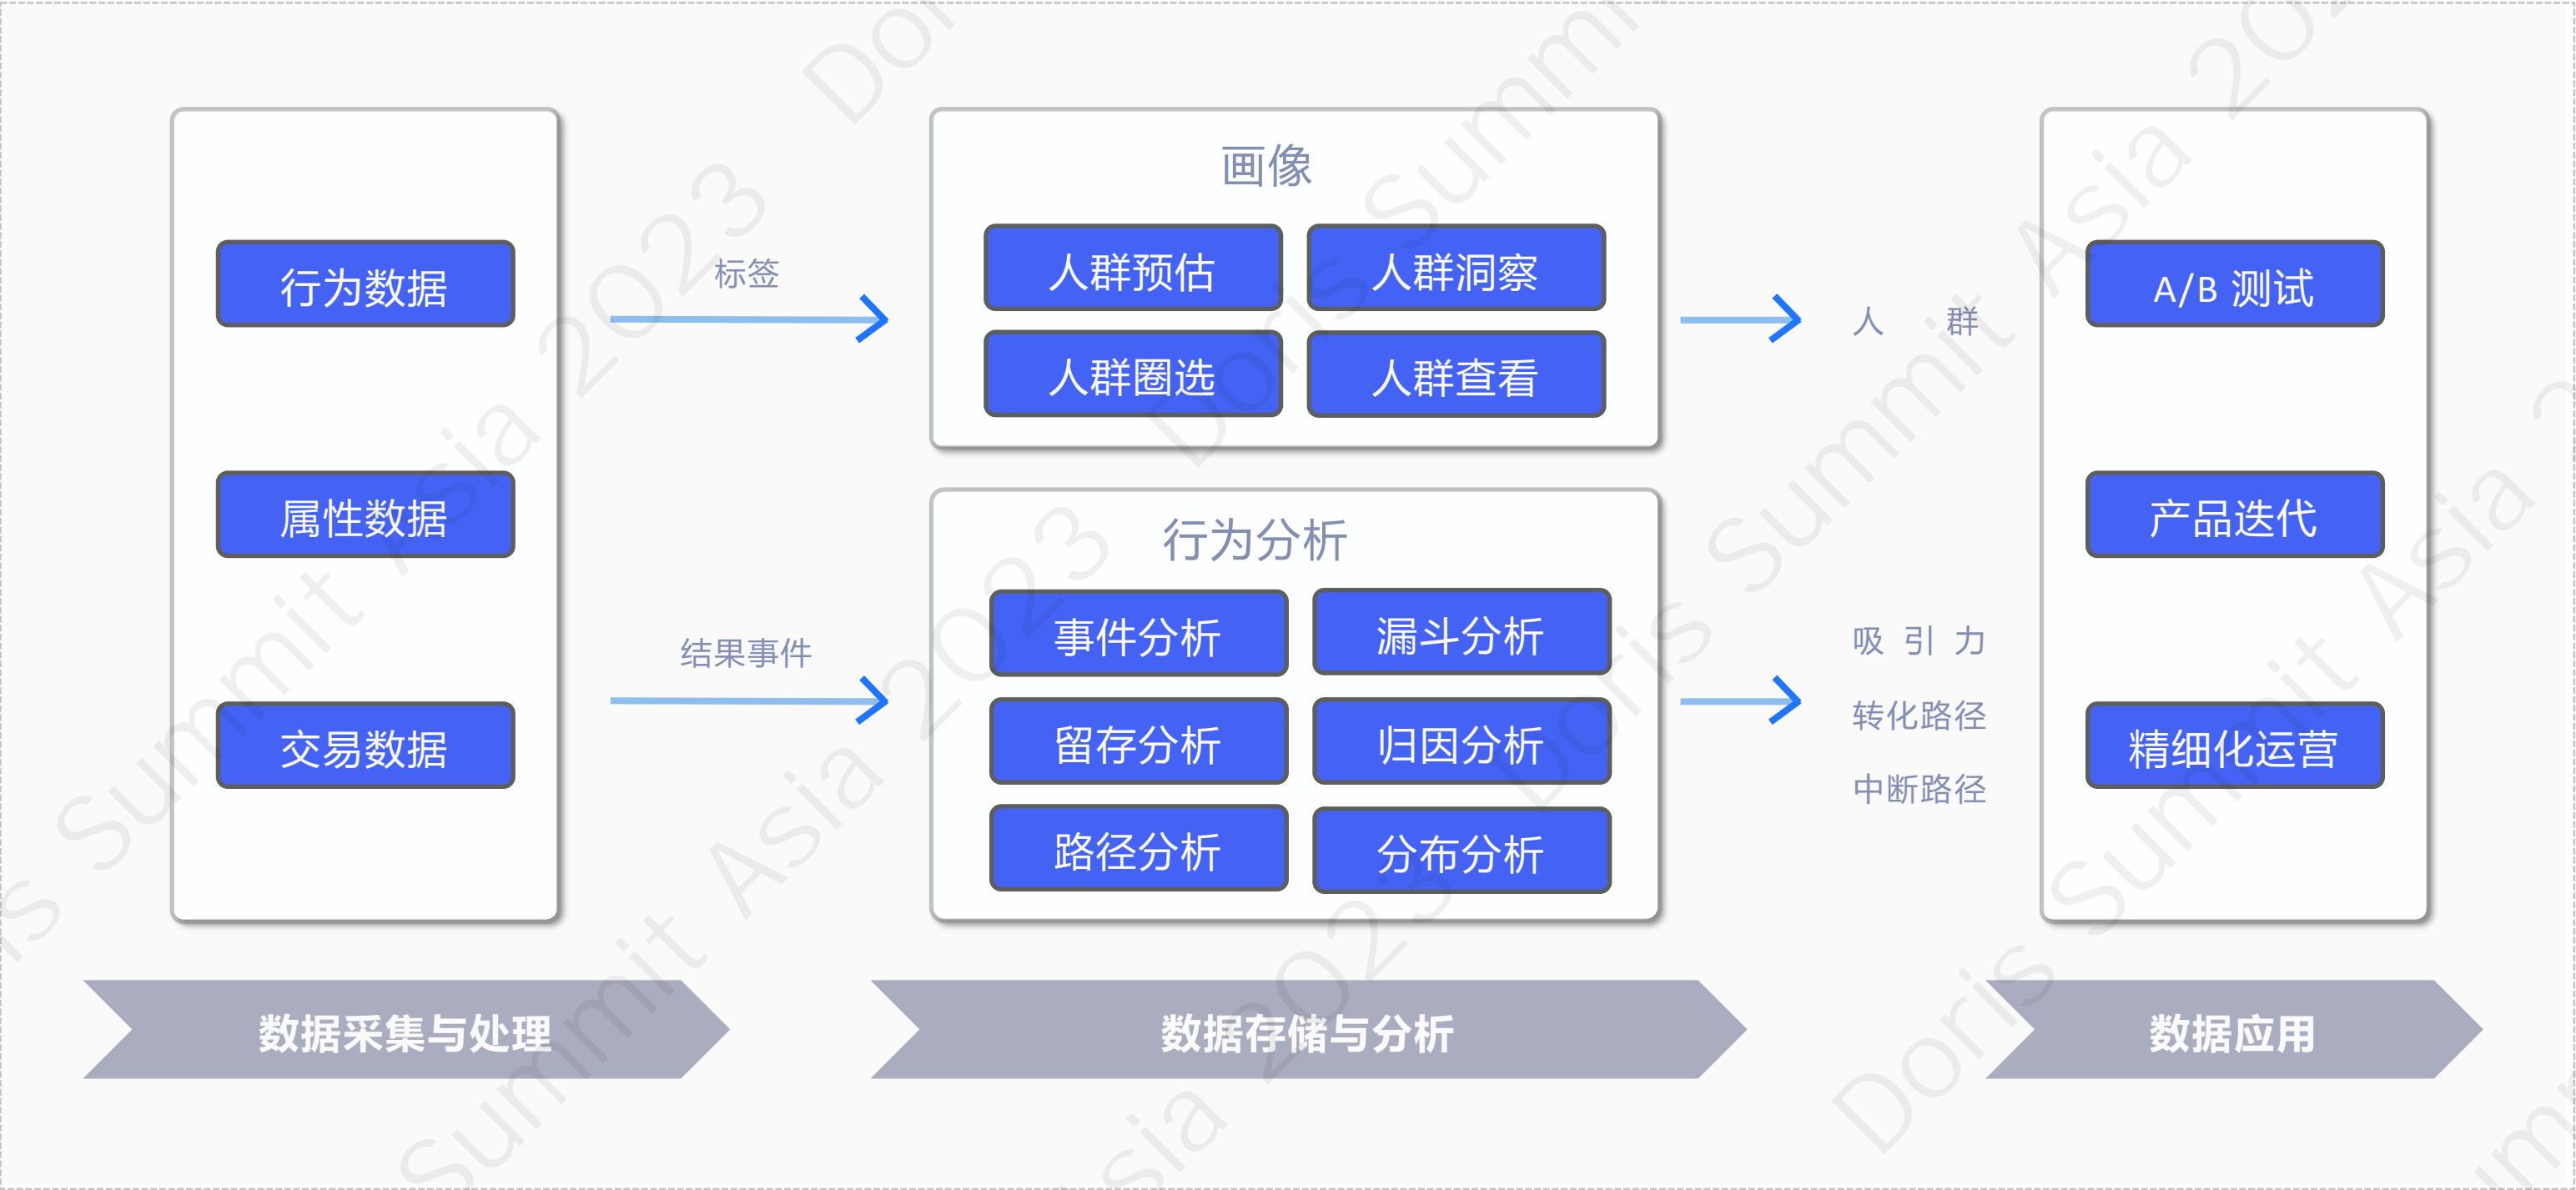 行为数据
属性数据
交易数据
标签
结果事件
画像
人群预估 人群洞察
人群圈选 人群查看
行为分析
事件分析 漏斗分析
留存分析 归因分析
路径分析 分布分析
人 群
吸 引 力
转化路径
中断路径
A/B 测试
产品迭代
精细化运营
数据采集与处理
数据存储与分析
数据应用
Doris Summit Asia 2023